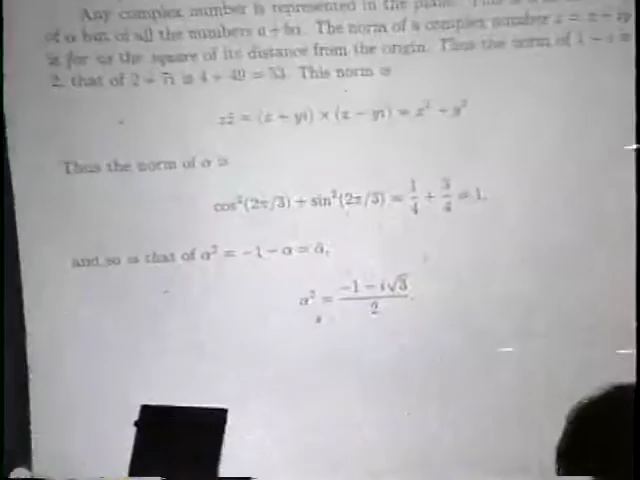 Any complex number is represented in the plane. This is
of α but of all the numbers a + bα. The norm of a complex number z = x + iy
is for us the square of its distance from the origin. Thus the norm of 1 − i is
2, that of 2 − 7i is 4 + 49 = 53. This norm is
zz̄ = (x + yi) × (x − yi) = x² + y²
Thus the norm of α is
cos²(2π/3) + sin²(2π/3) = 1/4 + 3/4 = 1,
and so is that of α² = −1 − α = ᾱ,
α² = (−1 − i√3)/2.